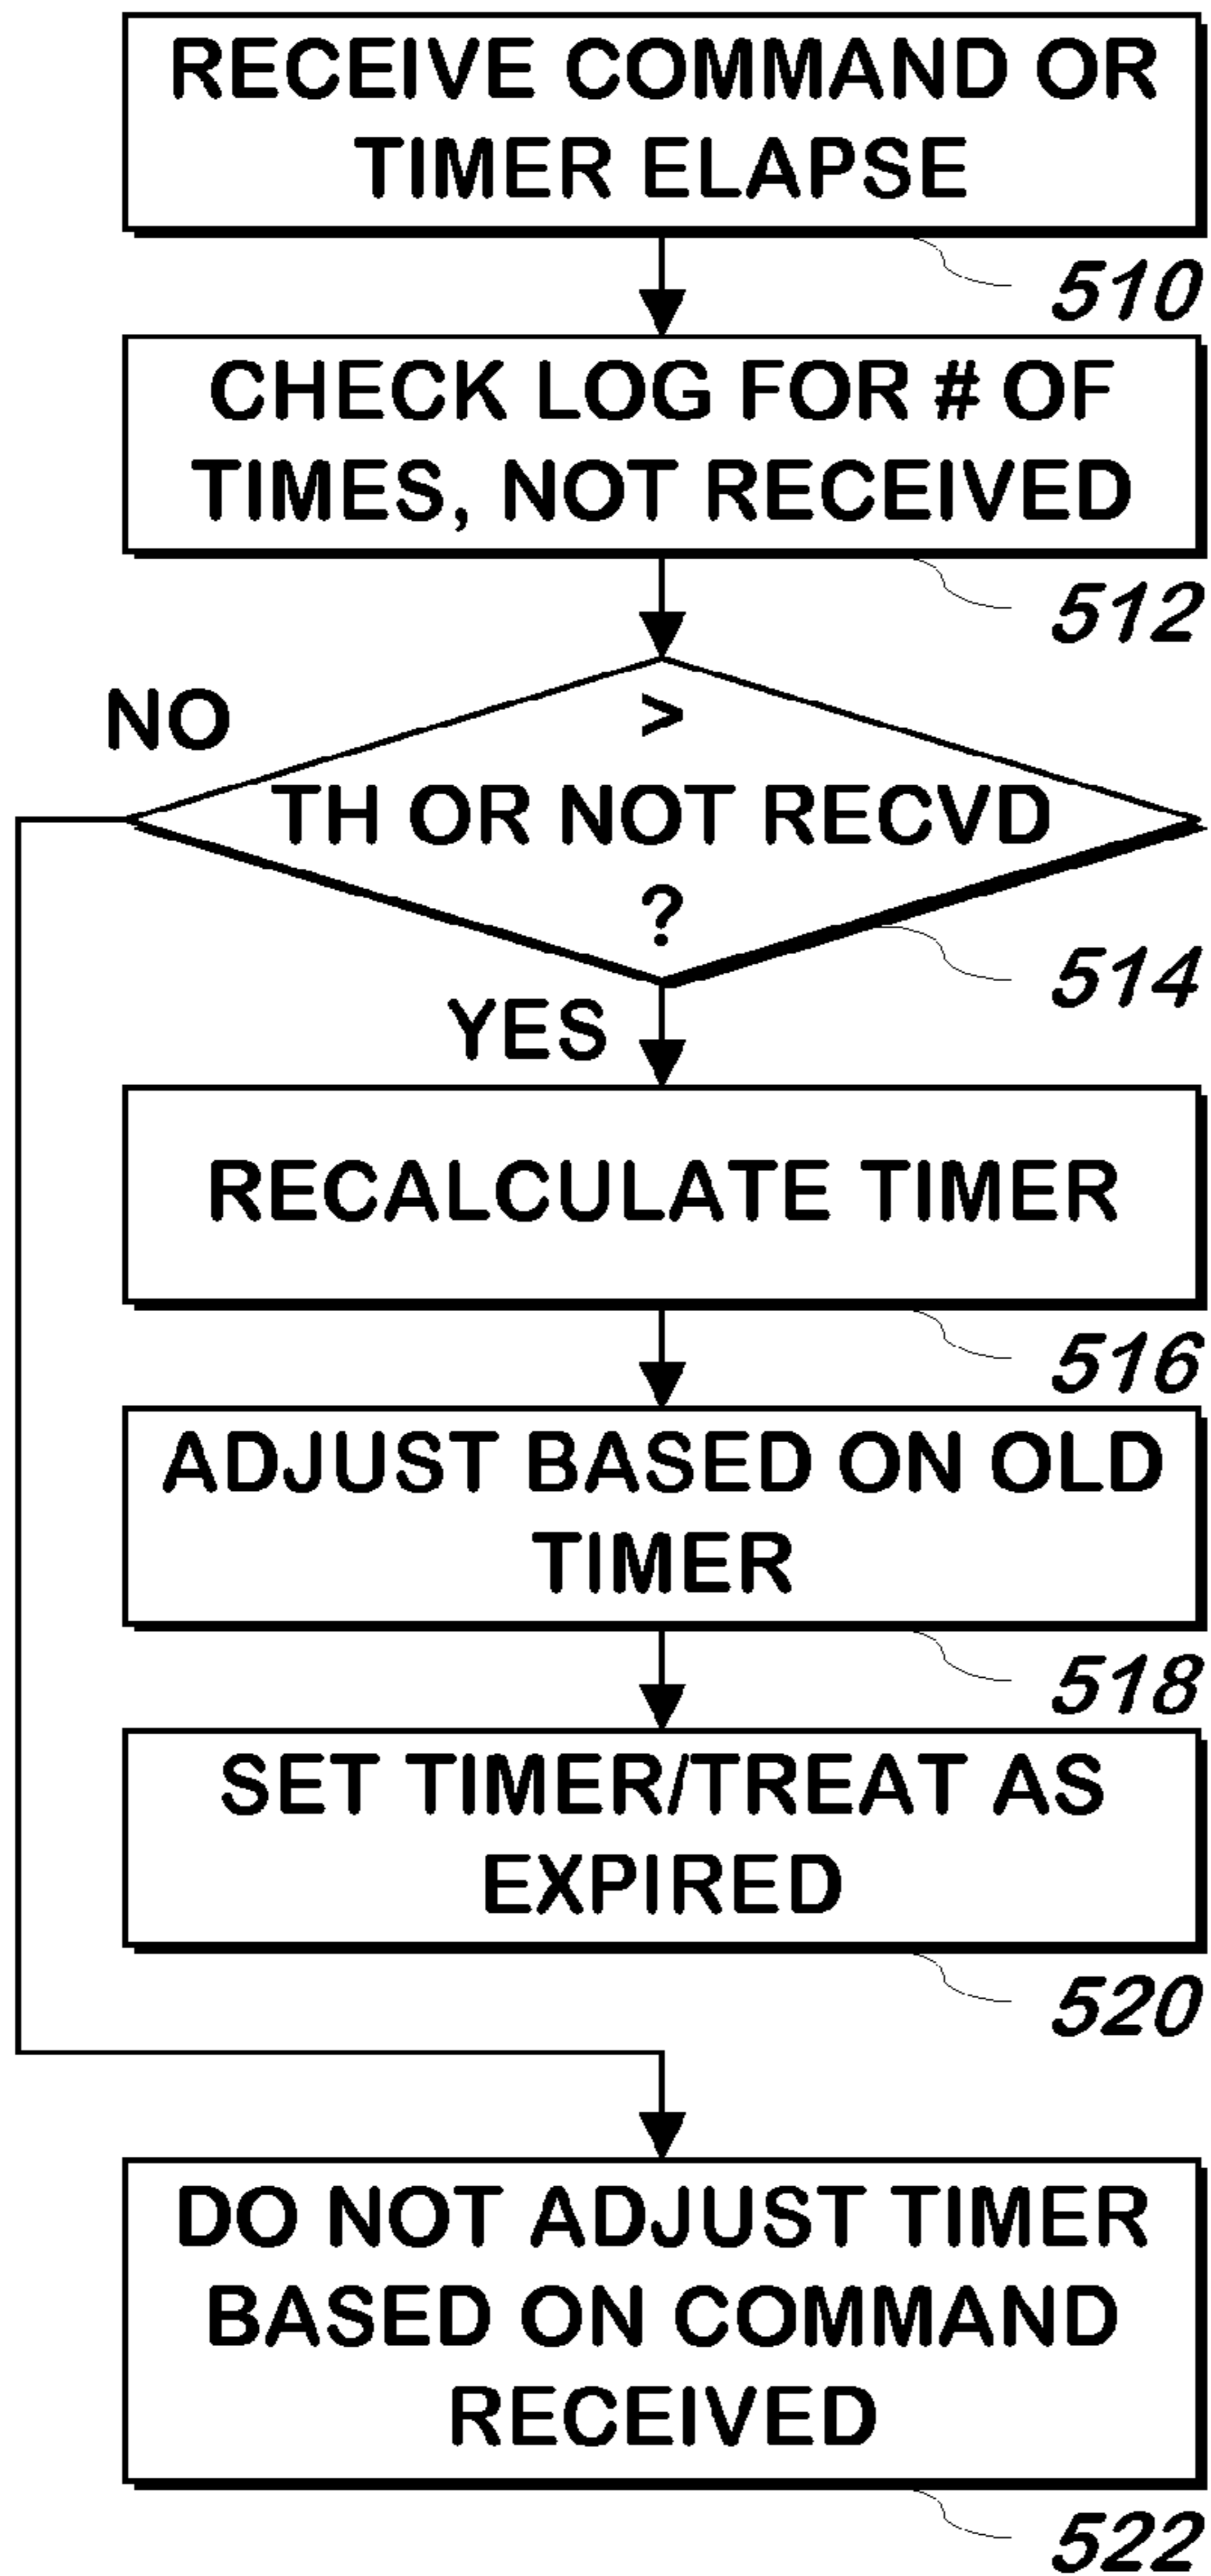 RECEIVE COMMAND OR
TIMER ELAPSE
510
CHECK LOG FOR # OF
TIMES, NOT RECEIVED
512
NO
>
TH OR NOT RECVD
?
514
YES
RECALCULATE TIMER
516
ADJUST BASED ON OLD
TIMER
518
SET TIMER/TREAT AS
EXPIRED
520
DO NOT ADJUST TIMER
BASED ON COMMAND
RECEIVED
522